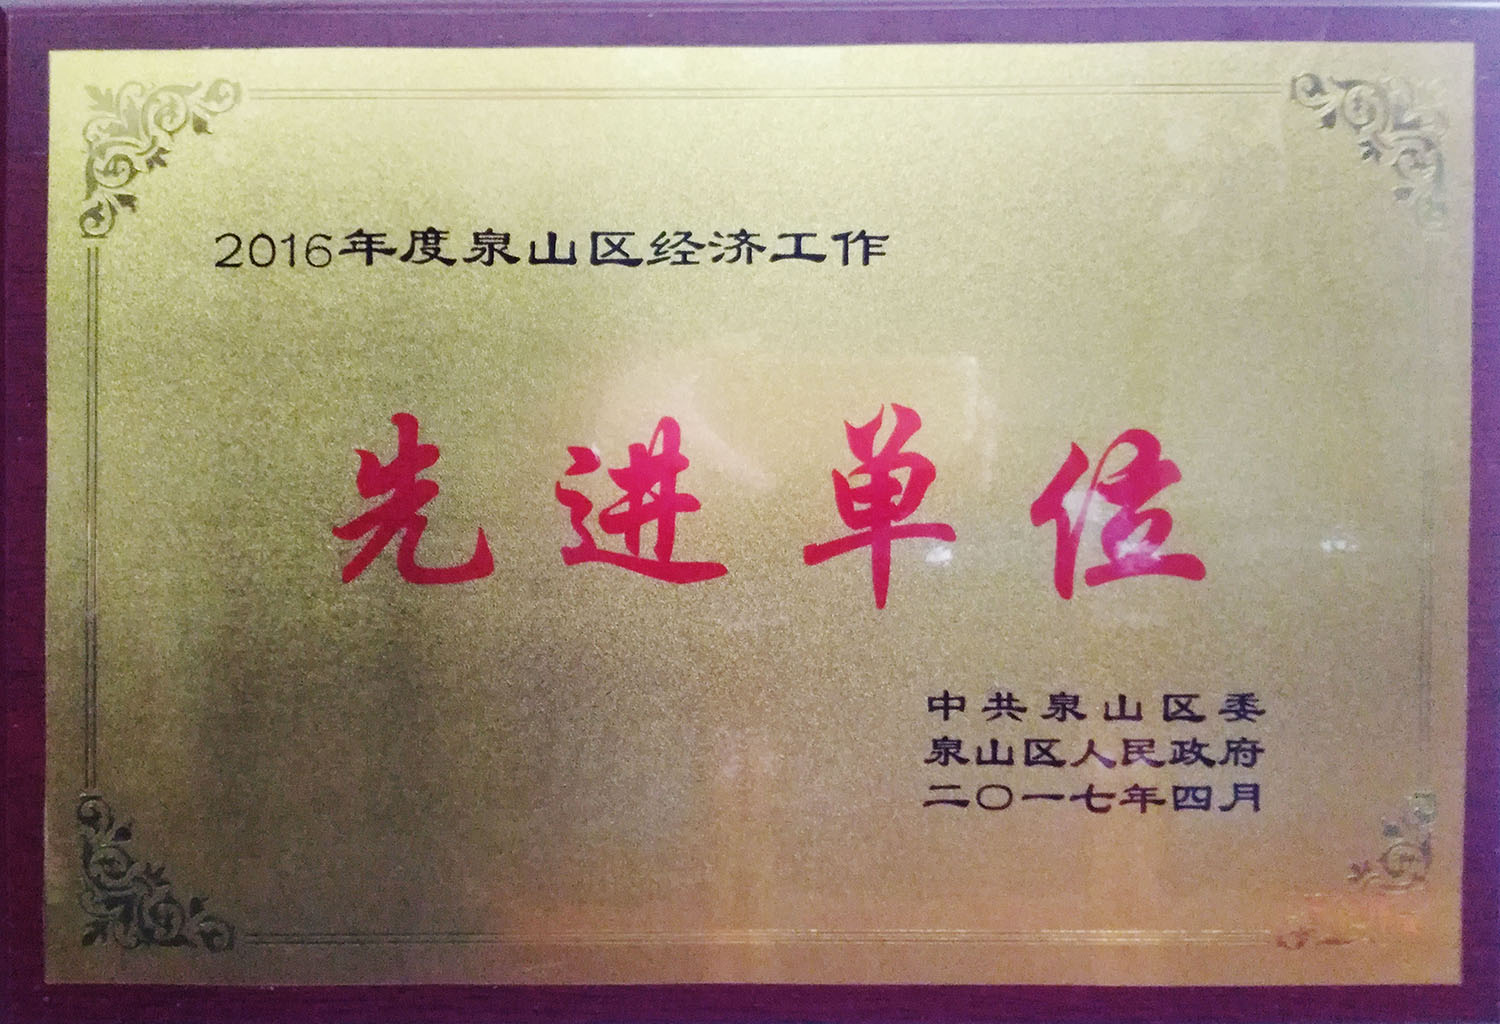 2016年度泉山区经济工作
先进单位
中共泉山区委
泉山区人民政府
二〇一七年四月